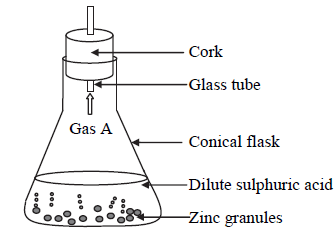 Cork
Glass tube
Gas A
Conical flask
Dilute sulphuric acid
Zinc granules